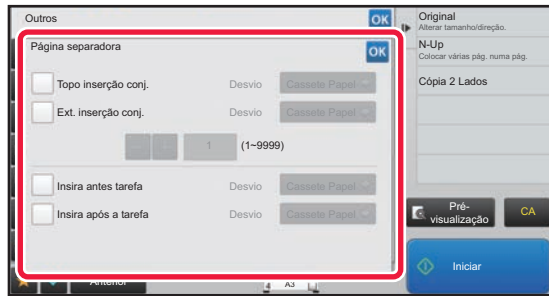 Outros
OK
Página separadora
OK
Topo inserção conj.
Desvio
Cassete Papel
Ext. inserção conj.
Desvio
Cassete Papel
1
(1~9999)
Insira antes tarefa
Desvio
Cassete Papel
Insira após a tarefa
Desvio
Cassete Papel
Anterior
A3
Original
Alterar tamanho/direção.
N-Up
Colocar várias pág. numa pág.
Cópia 2 Lados
Pré-
visualização
CA
Iniciar